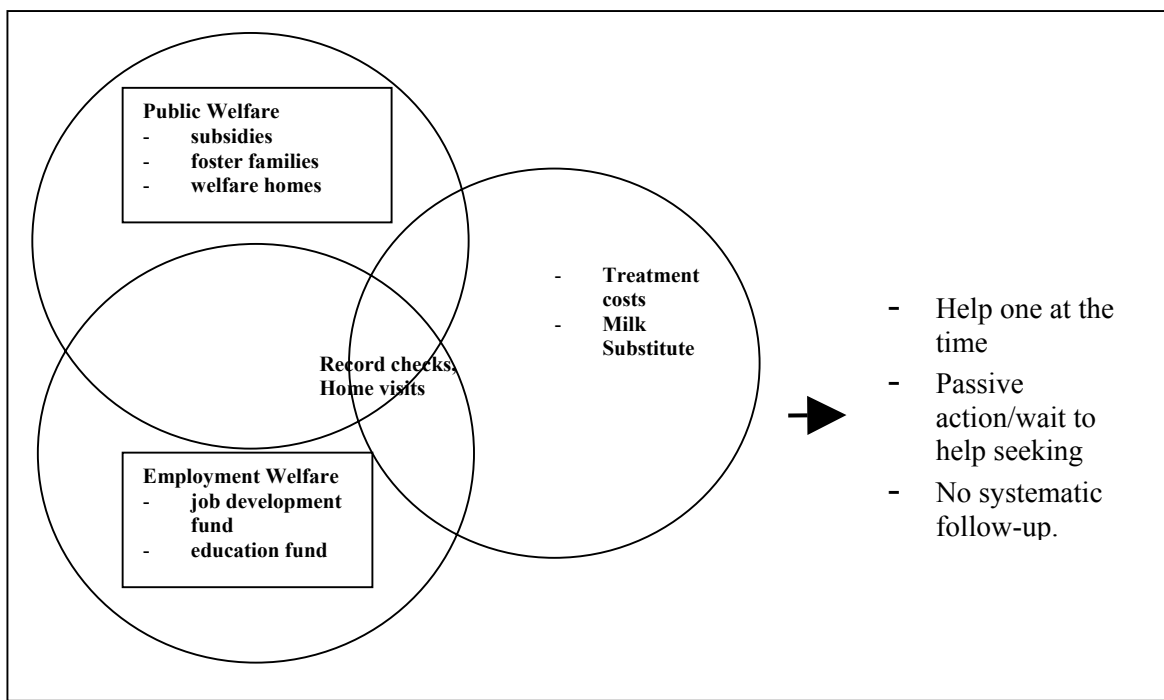 Public Welfare
- subsidies
- foster families
- welfare homes
- Treatment
costs
- Milk
Substitute
Record checks,
Home visits
Employment Welfare
- job development
fund
- education fund
- Help one at the
time
- Passive
action/wait to
help seeking
- No systematic
follow-up.